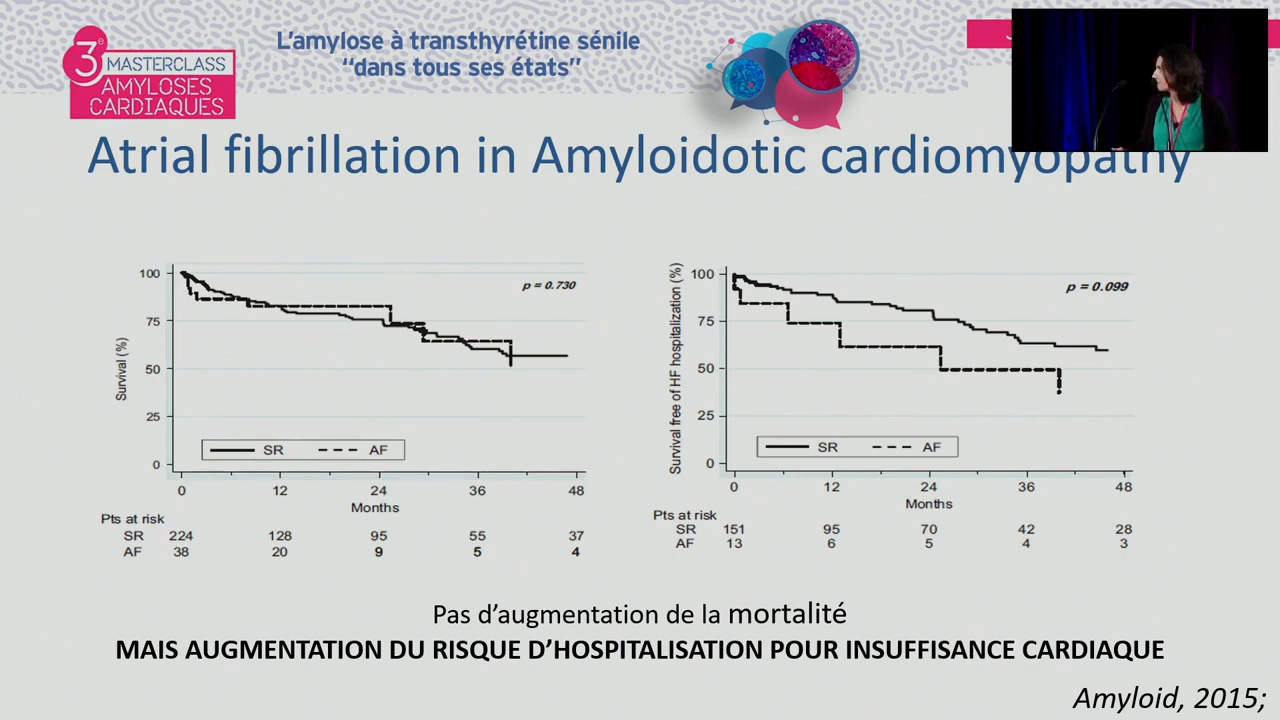 3e MASTERCLASS
AMYLOSES
CARDIAQUES
L'amylose à transthyrétine sénile
“dans tous ses états”
Atrial fibrillation in Amyloidotic cardiomyopathy
Survival (%)
100
75
50
25
0
p = 0.730
SR AF
0 12 24 36 48
Months
Pts at risk
SR 224 128 95 55 37
AF 38 20 9 5 4
Survival free of HF hospitalization (%)
100
75
50
25
0
p = 0.099
SR AF
0 12 24 36 48
Months
Pts at risk
SR 151 95 70 42 28
AF 13 6 5 4 3
Pas d’augmentation de la mortalité
MAIS AUGMENTATION DU RISQUE D’HOSPITALISATION POUR INSUFFISANCE CARDIAQUE
Amyloid, 2015;